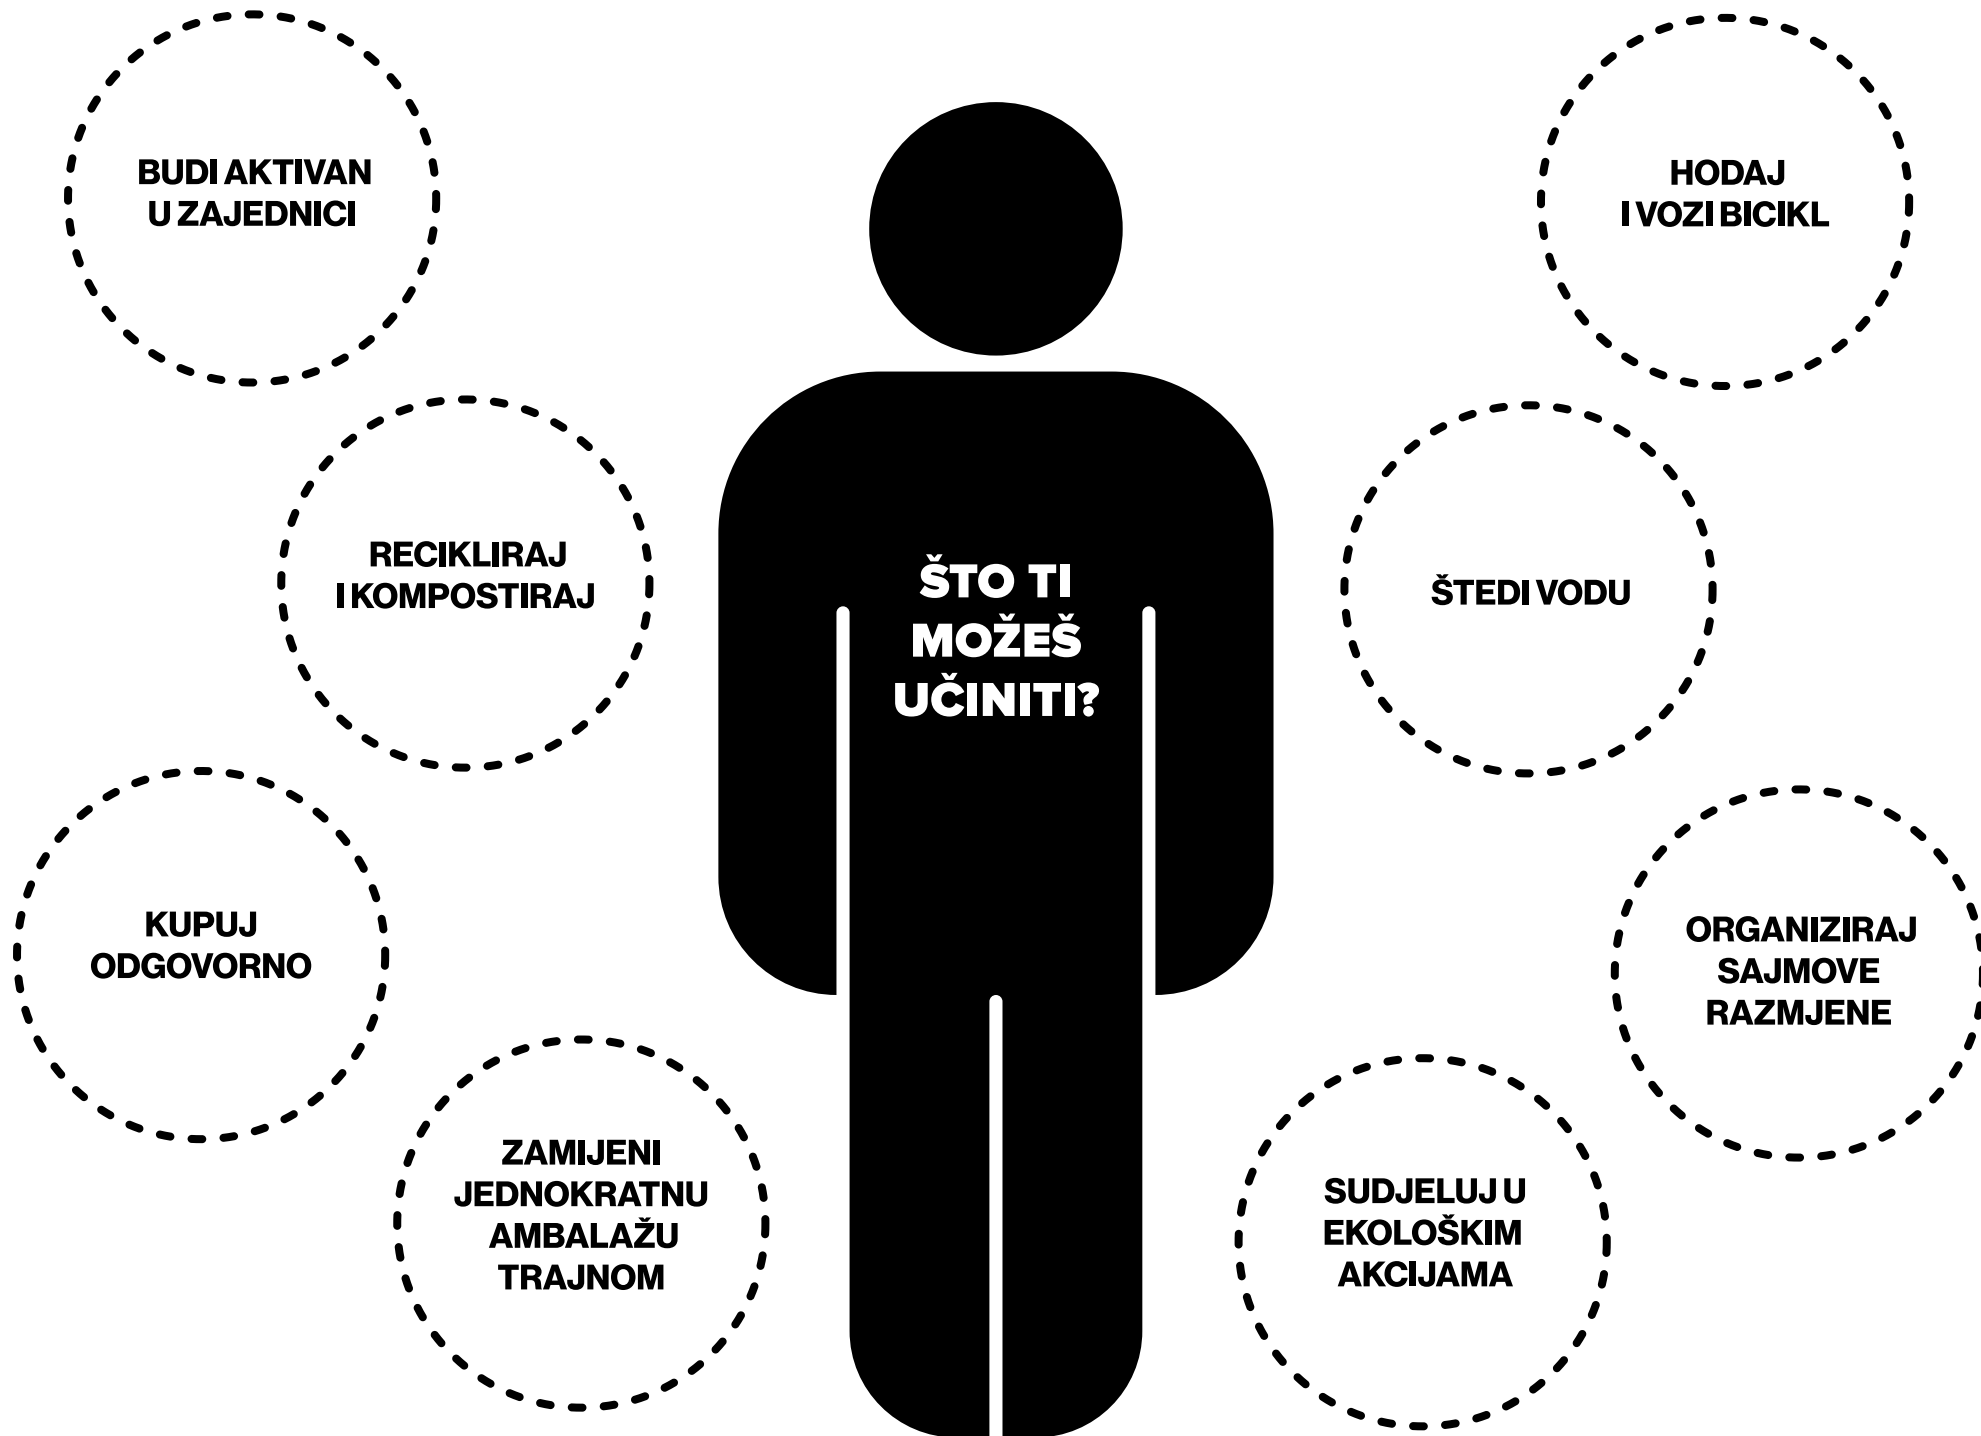 BUDI AKTIVAN
U ZAJEDNICI
HODAJ
I VOZI BICIKL
RECIKLIRAJ
I KOMPOSTIRAJ
ŠTO TI
MOŽEŠ
UČINITI?
ŠTEDI VODU
KUPUJ
ODGOVORNO
ORGANIZIRAJ
SAJMOVE
RAZMJENE
ZAMIJENI
JEDNOKRATNU
AMBALAŽU
TRAJNOM
SUDJELUJ U
EKOLOŠKIM
AKCIJAMA